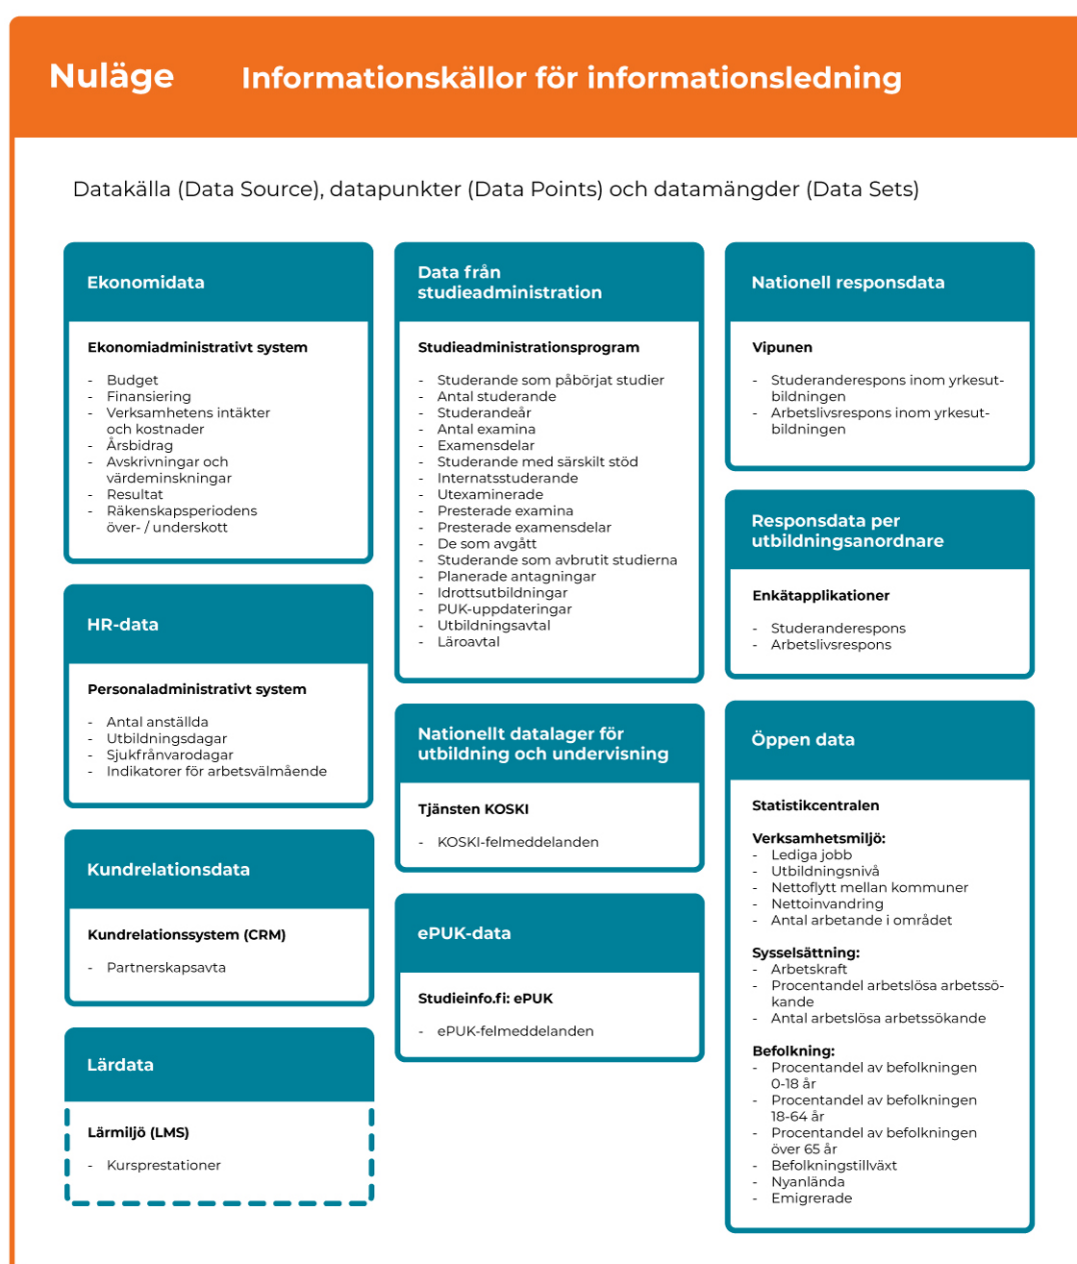 Nuläge
Informationskällor för informationsledning
Datakälla (Data Source), datapunkter (Data Points) och datamängder (Data Sets)
Ekonomidata
Ekonomiadministrativt system
- Budget
- Finansiering
- Verksamhetens intäkter
och kostnader
- Årsbidrag
- Avskrivningar och
värdeminskningar
- Resultat
- Räkenskapsperiodens
över- / underskott
HR-data
Personaladministrativt system
- Antal anställda
- Utbildningsdagar
- Sjukfrånvarodagar
- Indikatorer för arbetsvälmående
Kundrelationsdata
Kundrelationssystem (CRM)
- Partnerskapsavta
Lärdata
Lärmiljö (LMS)
- Kursprestationer
Data från
studieadministration
Studieadministrationsprogram
- Studerande som påbörjat studier
- Antal studerande
- Studerandeår
- Antal examina
- Examensdelar
- Studerande med särskilt stöd
- Internatsstuderande
- Utexaminerade
- Presterade examina
- Presterade examensdelar
- De som avgått
- Studerande som avbrutit studierna
- Planerade antagningar
- Idrottsutbildningar
- PUK-uppdateringar
- Utbildningsavtal
- Läroavtal
Nationellt datalager för
utbildning och undervisning
Tjänsten KOSKI
- KOSKI-felmeddelanden
ePUK-data
Studieinfo.fi: ePUK
- ePUK-felmeddelanden
Nationell responsdata
Vipunen
- Studeranderespons inom yrkesut-
bildningen
- Arbetslivsrespons inom yrkesut-
bildningen
Responsdata per
utbildningsanordnare
Enkätapplikationer
- Studeranderespons
- Arbetslivsrespons
Öppen data
Statistikcentralen
Verksamhetsmiljö:
- Lediga jobb
- Utbildningsnivå
- Nettoflytt mellan kommuner
- Nettoinvandring
- Antal arbetande i området
Sysselsättning:
- Arbetskraft
- Procentandel arbetslösa arbetssö-
kande
- Antal arbetslösa arbetssökande
Befolkning:
- Procentandel av befolkningen
0-18 år
- Procentandel av befolkningen
18-64 år
- Procentandel av befolkningen
över 65 år
- Befolkningstillväxt
- Nyanlända
- Emigrerade